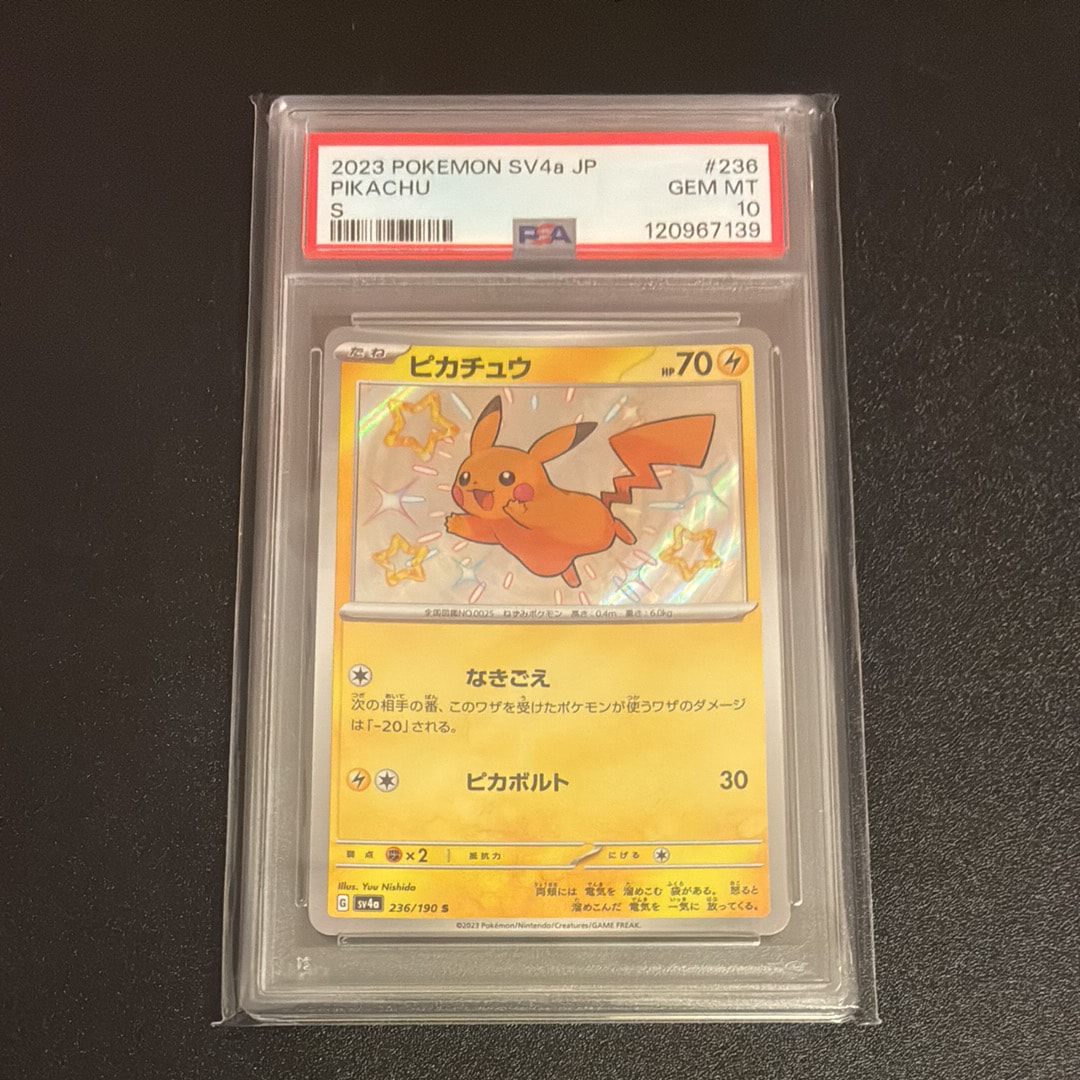 2023 POKEMON SV4a JP #236
PIKACHU GEM MT
S 10
PSA 120967139
たね ピカチュウ HP70
全国図鑑NO.0025 ねずみポケモン 高さ:0.4m 重さ:6.0kg
なきごえ
次の相手の番、このワザを受けたポケモンが使うワザのダメージ
は「-20」される。
ピカボルト 30
弱点 ×2 抵抗力 にげる
Illus. Yuu Nishida
両頬には 電気を 溜めこむ 袋がある。 怒ると
溜めこんだ 電気を 一気に 放ってくる。
G SV4a 236/190 S
©2023 Pokémon/Nintendo/Creatures/GAME FREAK.